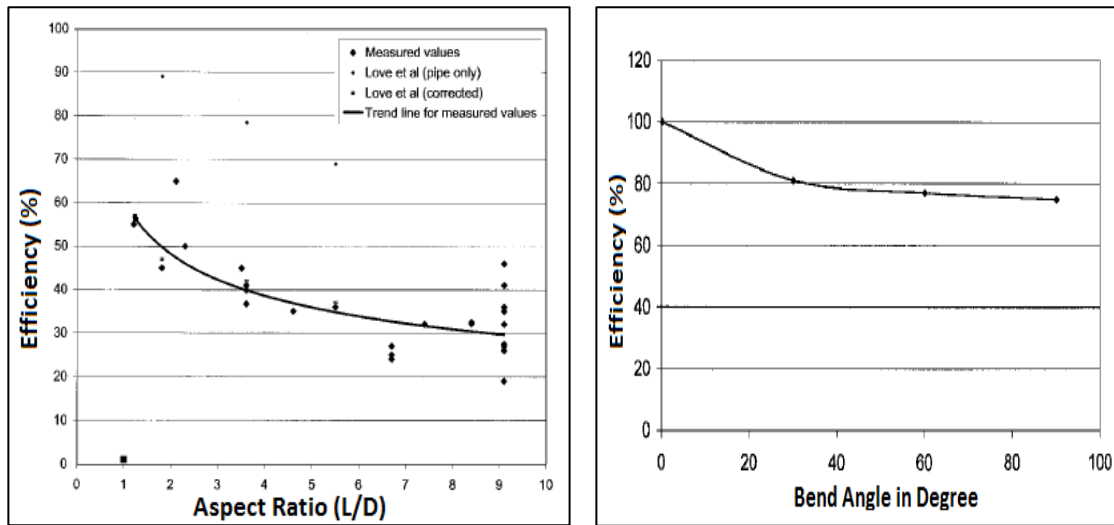 100
90
80
70
60
50
40
30
20
10
0
Efficiency (%)
Measured values
Love et al (pipe only)
Love et al (corrected)
Trend line for measured values
0 1 2 3 4 5 6 7 8 9 10
Aspect Ratio (L/D)
120
100
80
60
40
20
0
Efficiency (%)
0 20 40 60 80 100
Bend Angle in Degree